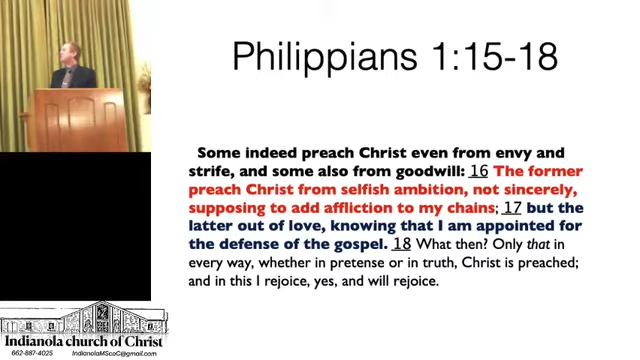 Philippians 1:15-18
Some indeed preach Christ even from envy and
strife, and some also from goodwill: 16 The former
preach Christ from selfish ambition, not sincerely,
supposing to add affliction to my chains; 17 but the
latter out of love, knowing that I am appointed for
the defense of the gospel. 18 What then? Only that in
every way, whether in pretense or in truth, Christ is preached;
and in this I rejoice, yes, and will rejoice.
Indianola church of Christ
662-887-4025 IndianolaMScoC@gmail.com